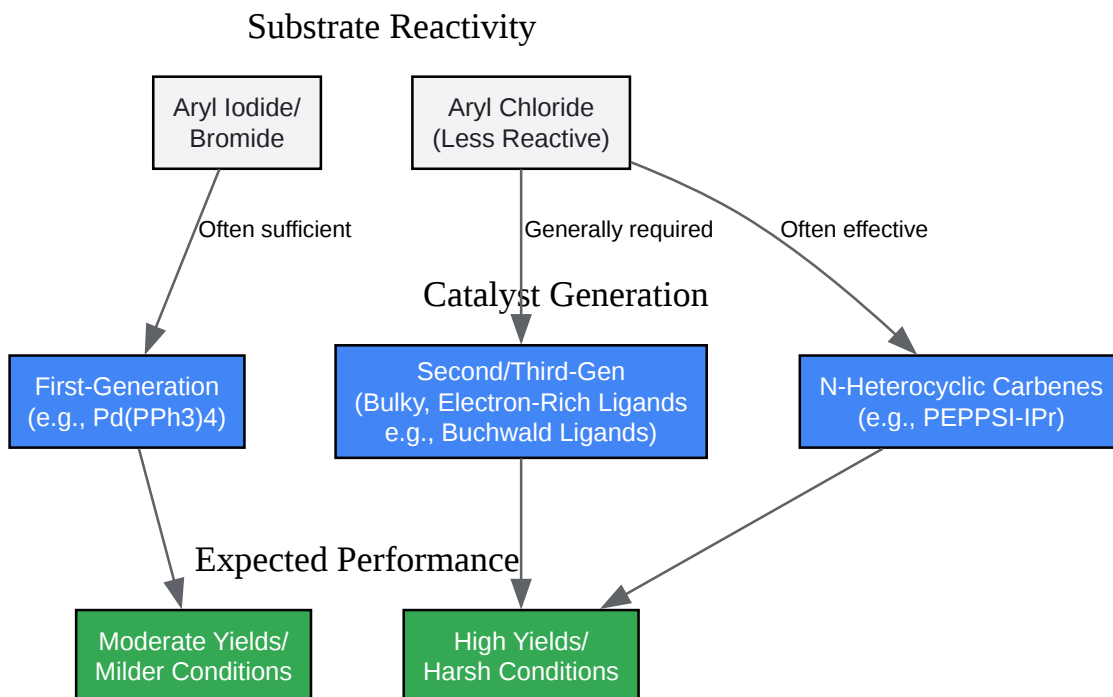 Substrate Reactivity
Aryl Iodide/
Bromide
Aryl Chloride
(Less Reactive)
Often sufficient
Generally required
Often effective
Catalyst Generation
First-Generation
(e.g., Pd(PPh3)4)
Second/Third-Gen
(Bulky, Electron-Rich Ligands
e.g., Buchwald Ligands)
N-Heterocyclic Carbenes
(e.g., PEPPSI-IPr)
Expected Performance
Moderate Yields/
Milder Conditions
High Yields/
Harsh Conditions